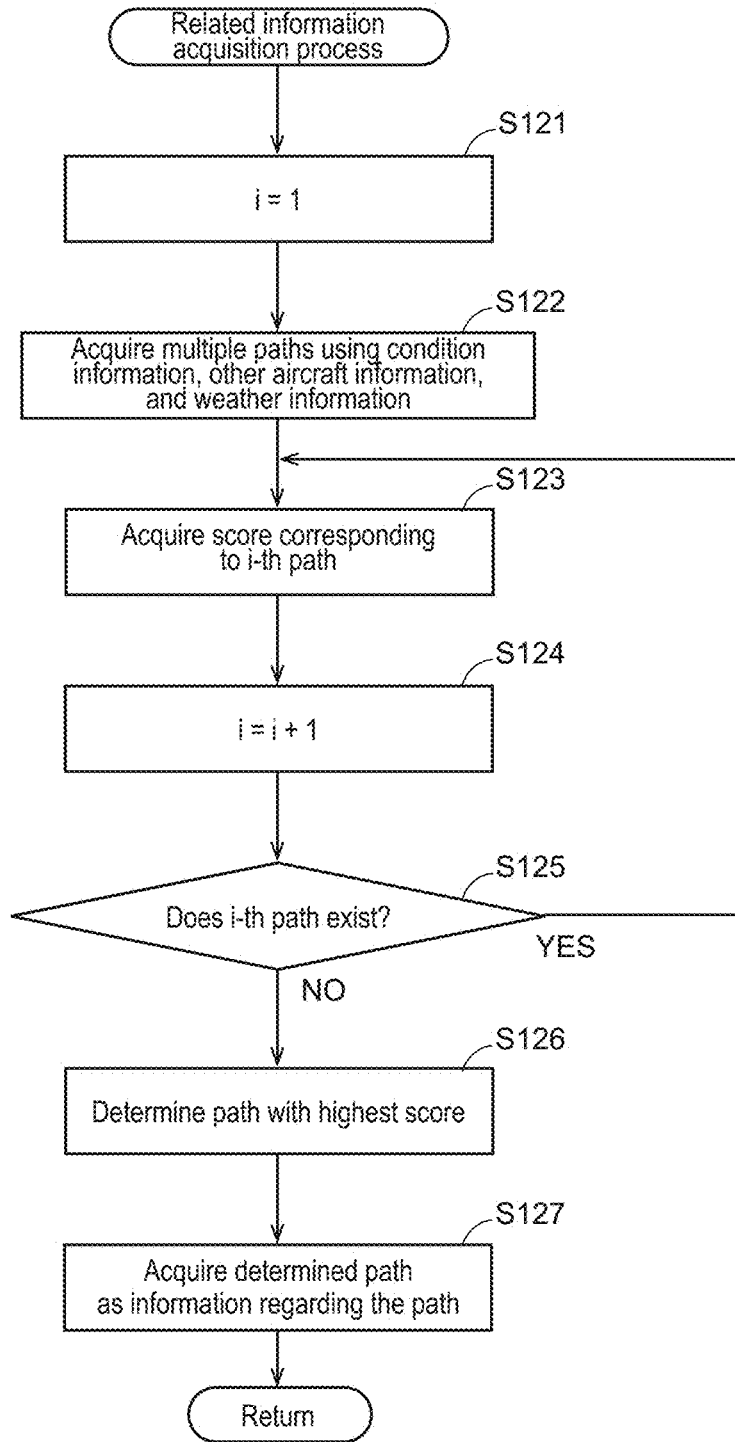 Related information
acquisition process
S121
i = 1
S122
Acquire multiple paths using condition
information, other aircraft information,
and weather information
S123
Acquire score corresponding
to i-th path
S124
i = i + 1
S125
Does i-th path exist?
YES
NO
S126
Determine path with highest score
S127
Acquire determined path
as information regarding the path
Return